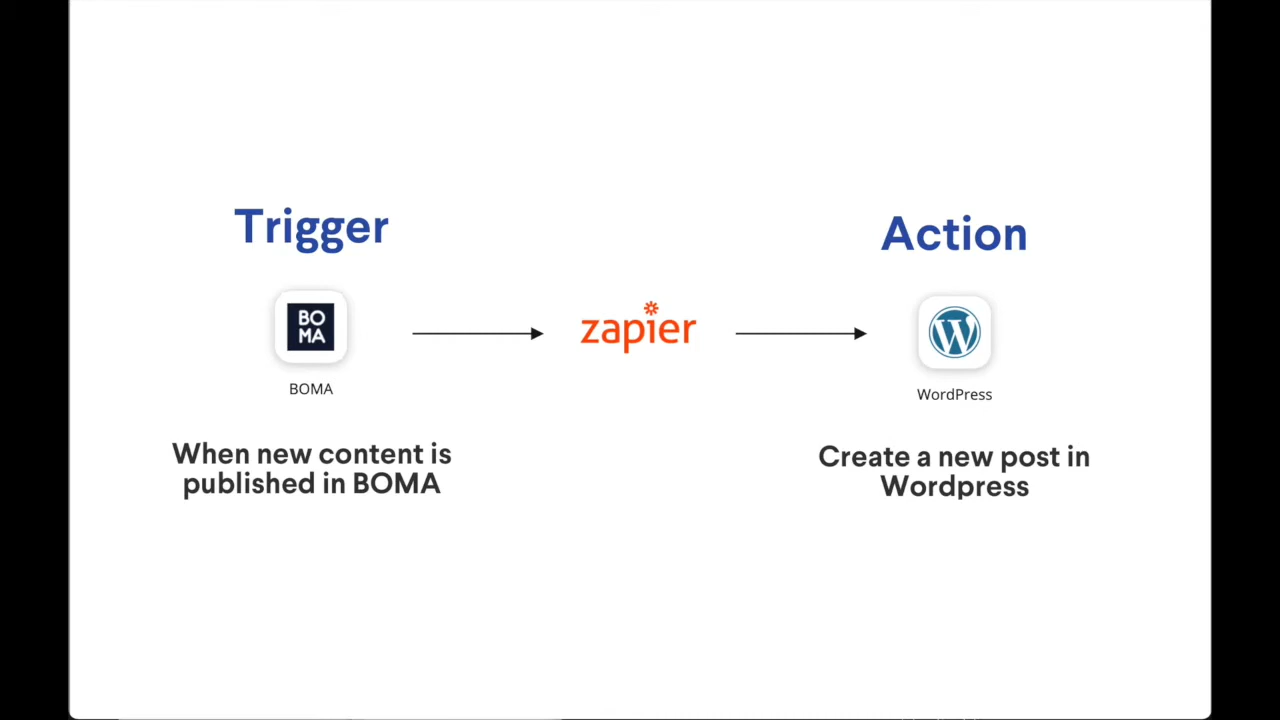 Trigger
Action
BO
MA
zapier
W
BOMA
WordPress
When new content is
published in BOMA
Create a new post in
Wordpress